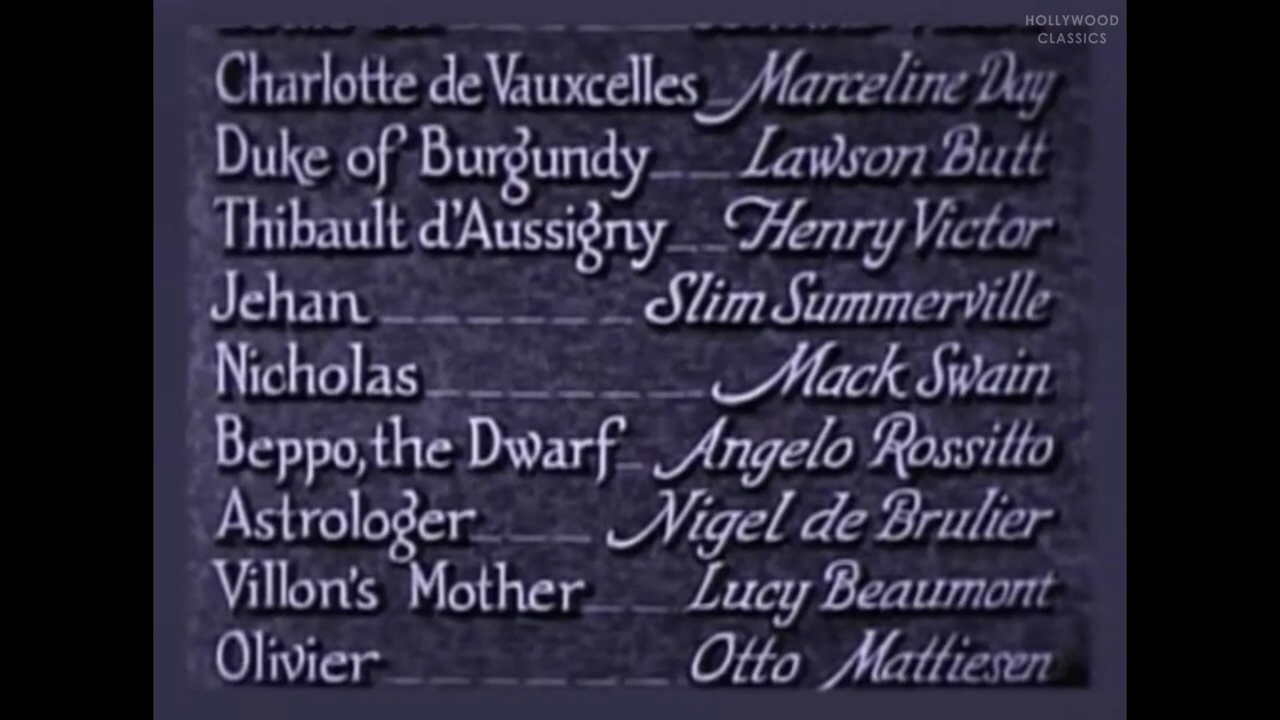 HOLLYWOOD
CLASSICS
Charlotte de Vauxcelles Marceline Day
Duke of Burgundy Lawson Butt
Thibault d'Aussigny Henry Victor
Jehan Slim Summerville
Nicholas Mack Swain
Beppo, the Dwarf Angelo Rossitto
Astrologer Nigel de Brulier
Villon's Mother Lucy Beaumont
Olivier Otto Mattiesen